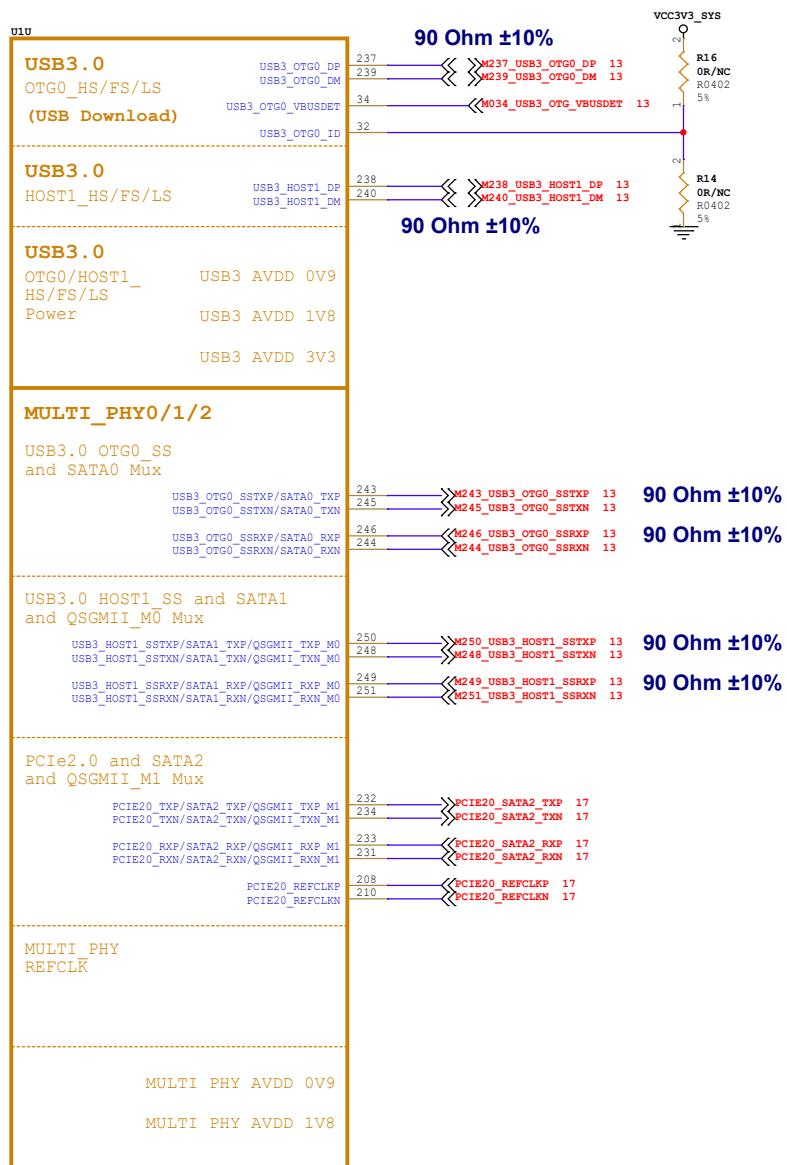 VCC3V3_SYS
U1U
90 Ohm ±10%
USB3.0
OTG0_HS/FS/LS
(USB Download)
USB3_OTG0_DP 237 M237_USB3_OTG0_DP 13
USB3_OTG0_DM 239 M239_USB3_OTG0_DM 13
USB3_OTG0_VBUSDET 34 M034_USB3_OTG_VBUSDET 13
USB3_OTG0_ID 32
2
R16
0R/NC
R0402
5%
1
USB3.0
HOST1_HS/FS/LS
USB3_HOST1_DP 238 M238_USB3_HOST1_DP 13
USB3_HOST1_DM 240 M240_USB3_HOST1_DM 13
90 Ohm ±10%
2
R14
0R/NC
R0402
5%
1
USB3.0
OTG0/HOST1_
HS/FS/LS
Power
USB3 AVDD 0V9
USB3 AVDD 1V8
USB3 AVDD 3V3
MULTI_PHY0/1/2
USB3.0 OTG0_SS
and SATA0 Mux
USB3_OTG0_SSTXP/SATA0_TXP 243 M243_USB3_OTG0_SSTXP 13 90 Ohm ±10%
USB3_OTG0_SSTXN/SATA0_TXN 245 M245_USB3_OTG0_SSTXN 13
USB3_OTG0_SSRXP/SATA0_RXP 246 M246_USB3_OTG0_SSRXP 13 90 Ohm ±10%
USB3_OTG0_SSRXN/SATA0_RXN 244 M244_USB3_OTG0_SSRXN 13
USB3.0 HOST1_SS and SATA1
and QSGMII_M0 Mux
USB3_HOST1_SSTXP/SATA1_TXP/QSGMII_TXP_M0 250 M250_USB3_HOST1_SSTXP 13 90 Ohm ±10%
USB3_HOST1_SSTXN/SATA1_TXN/QSGMII_TXN_M0 248 M248_USB3_HOST1_SSTXN 13
USB3_HOST1_SSRXP/SATA1_RXP/QSGMII_RXP_M0 249 M249_USB3_HOST1_SSRXP 13 90 Ohm ±10%
USB3_HOST1_SSRXN/SATA1_RXN/QSGMII_RXN_M0 251 M251_USB3_HOST1_SSRXN 13
PCIe2.0 and SATA2
and QSGMII_M1 Mux
PCIE20_TXP/SATA2_TXP/QSGMII_TXP_M1 232 PCIE20_SATA2_TXP 17
PCIE20_TXN/SATA2_TXN/QSGMII_TXN_M1 234 PCIE20_SATA2_TXN 17
PCIE20_RXP/SATA2_RXP/QSGMII_RXP_M1 233 PCIE20_SATA2_RXP 17
PCIE20_RXN/SATA2_RXN/QSGMII_RXN_M1 231 PCIE20_SATA2_RXN 17
PCIE20_REFCLKP 208 PCIE20_REFCLKP 17
PCIE20_REFCLKN 210 PCIE20_REFCLKN 17
MULTI_PHY
REFCLK
MULTI PHY AVDD 0V9
MULTI PHY AVDD 1V8